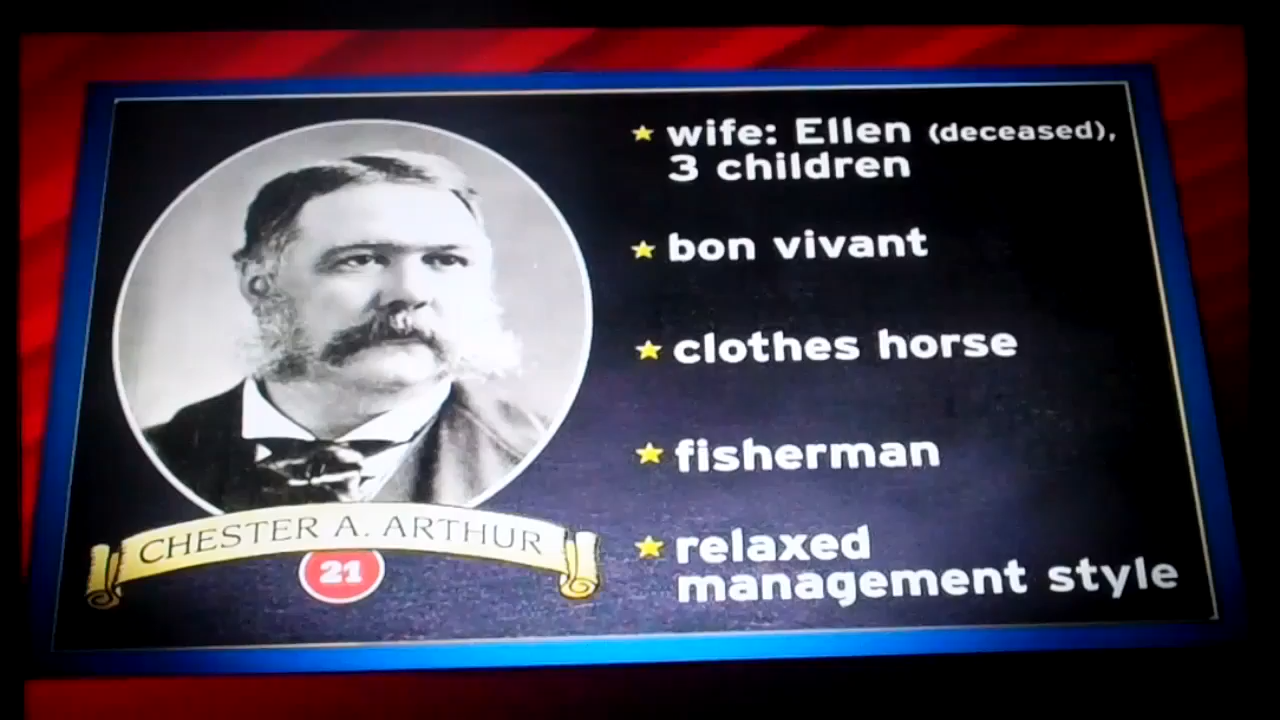 wife: Ellen (deceased),
3 children
bon vivant
clothes horse
fisherman
relaxed
management style
CHESTER A. ARTHUR
21